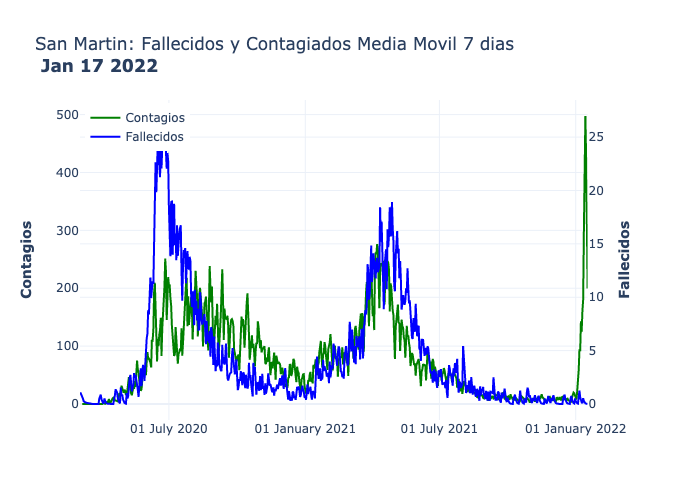 San Martin: Fallecidos y Contagiados Media Movil 7 dias
Jan 17 2022
Contagios
Fallecidos
500
400
300
200
100
0
25
20
15
10
5
0
Contagios
Fallecidos
01 July 2020
01 January 2021
01 July 2021
01 January 2022